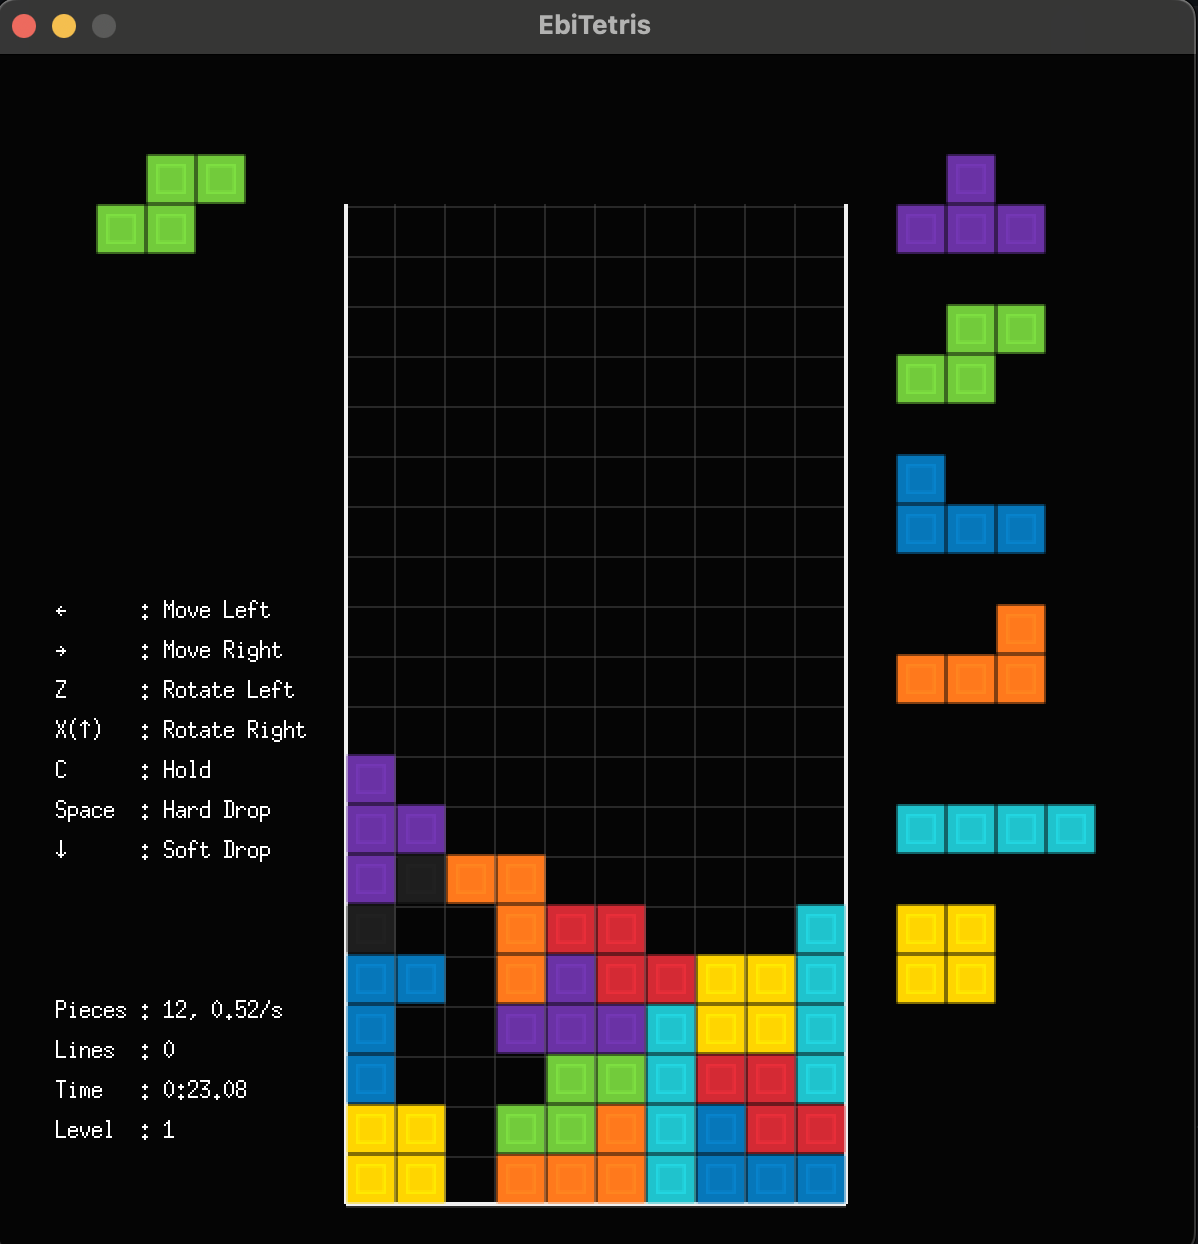 EbiTetris
← : Move Left
→ : Move Right
Z : Rotate Left
X(↑) : Rotate Right
C : Hold
Space : Hard Drop
↓ : Soft Drop
Pieces : 12, 0.52/s
Lines : 0
Time : 0:23.08
Level : 1